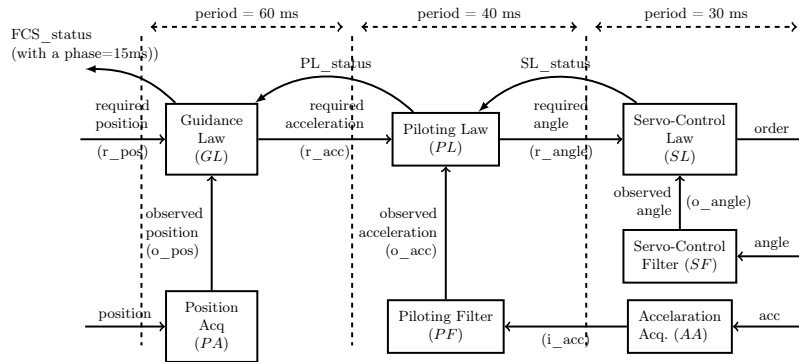 period = 60 ms
period = 40 ms
period = 30 ms
FCS_status
(with a phase=15ms))
PL_status
SL_status
required
position
(r_pos)
Guidance
Law
(GL)
required
acceleration
(r_acc)
Piloting Law
(PL)
required
angle
(r_angle)
Servo-Control
Law
(SL)
order
observed
position
(o_pos)
observed
acceleration
(o_acc)
observed
angle
(o_angle)
Servo-Control
Filter (SF)
angle
position
Position
Acq
(PA)
Piloting Filter
(PF)
(i_acc)
Accelaration
Acq. (AA)
acc